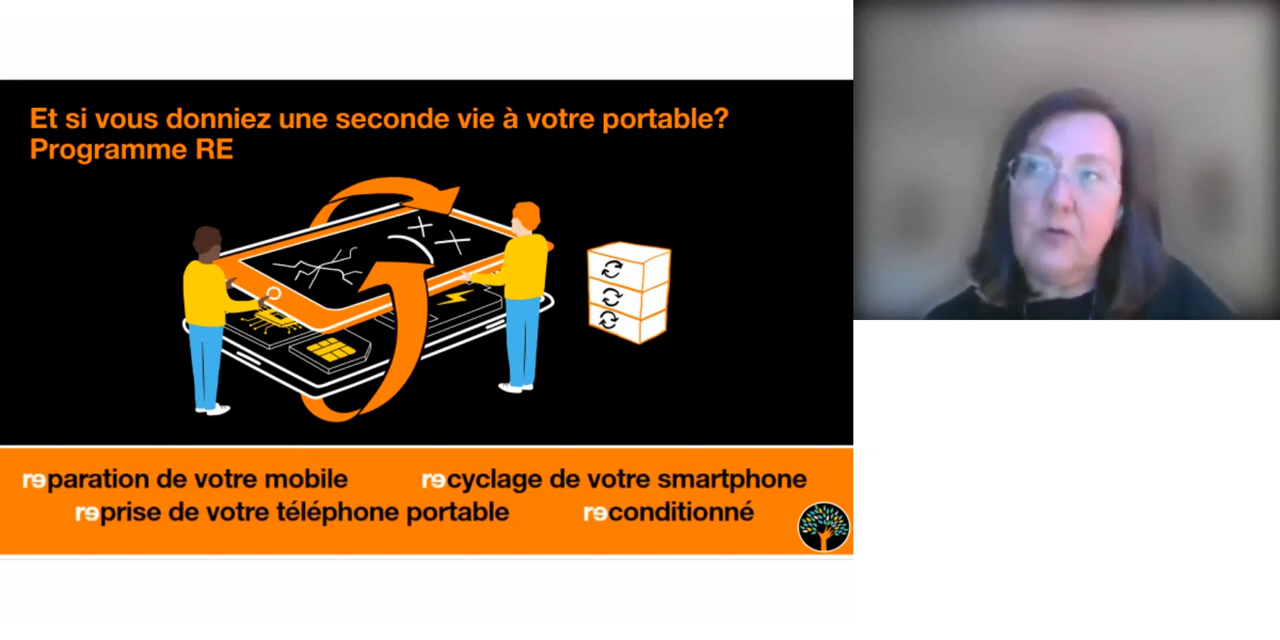 Et si vous donniez une seconde vie à votre portable?
Programme RE
reparation de votre mobile
recyclage de votre smartphone
reprise de votre téléphone portable
reconditionné